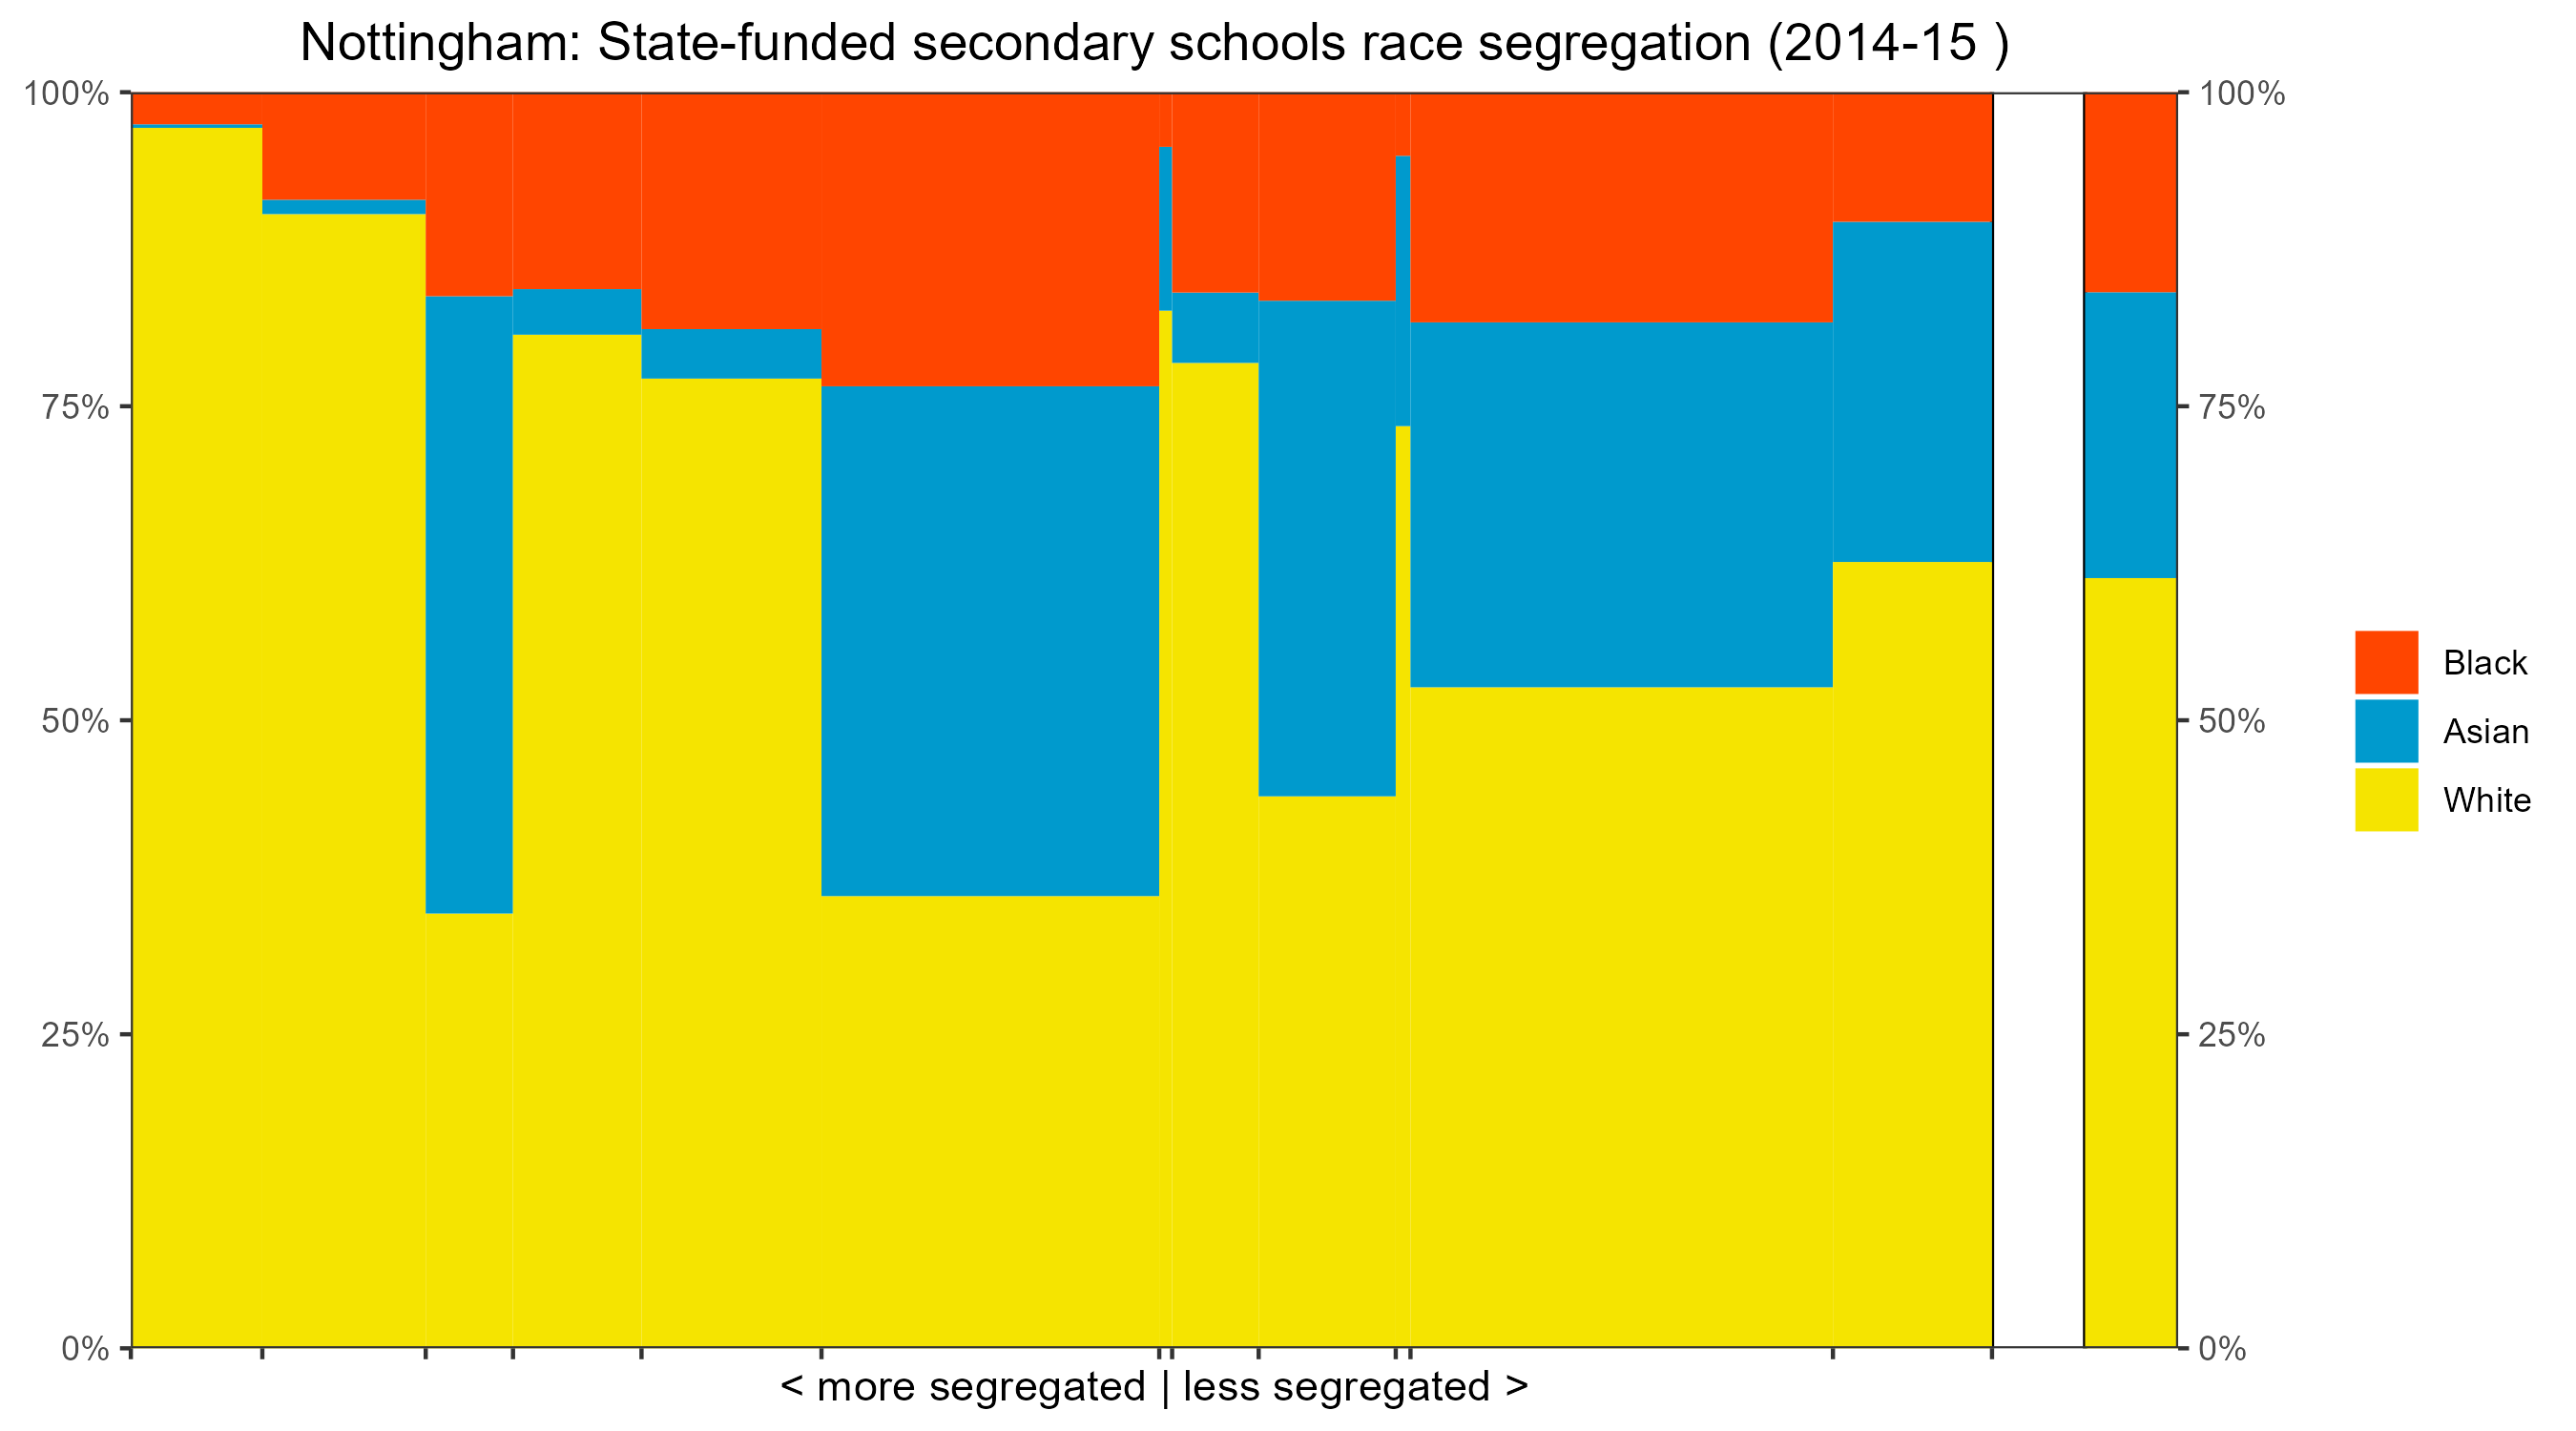 Nottingham: State-funded secondary schools race segregation (2014-15 )
100%
75%
50%
25%
0%
100%
75%
50%
25%
0%
Black
Asian
White
< more segregated | less segregated >